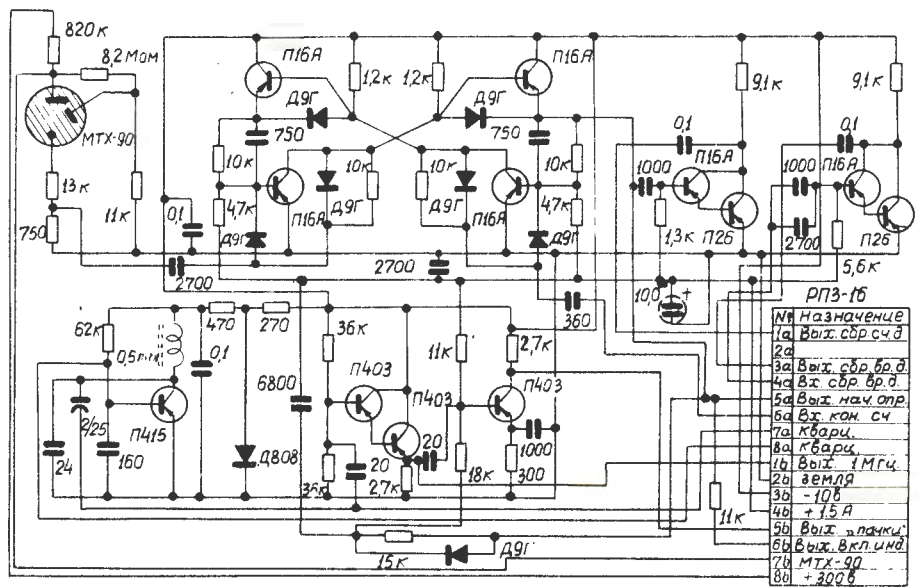 820к
8,2 Мом
МТХ-90
13к
750
11к
0,1
2700
П16А
1,2к
1,2к
П16А
Д9Г
Д9Г
750
750
10к
10к
10к
10к
4,7к
П16А
Д9Г
Д9Г
П16А
4,7к
Д9Г
Д9Г
2700
360
9,1к
9,1к
0,1
0,1
1000
П16А
1000
П16А
1,3к
П26
2700
П26
10,0
+
5,6к
62к
0,5мгн
470
270
0,1
36к
11к
2,7к
П403
П403
П403
6800
П415
2/25
24
160
Д808
36к
20
2,7к
20
18к
1000
300
15к
Д9Г
11к
РПЗ-16
№ Назначение
1а Вых. сбр. сч. д
2а
3а Вых. сбр. вр. д.
4а Вх. сбр. вр. д.
5а Вых. нач. опр.
6а Вх. кон. сч
7а кварц.
8а кварц.
1b Вых. 1 Мгц.
2b земля
3b -10в
4b +1.5А
5b Вых. „пачки"
6b Вых. Вкл. инд.
7b МТХ-90
8b +300в